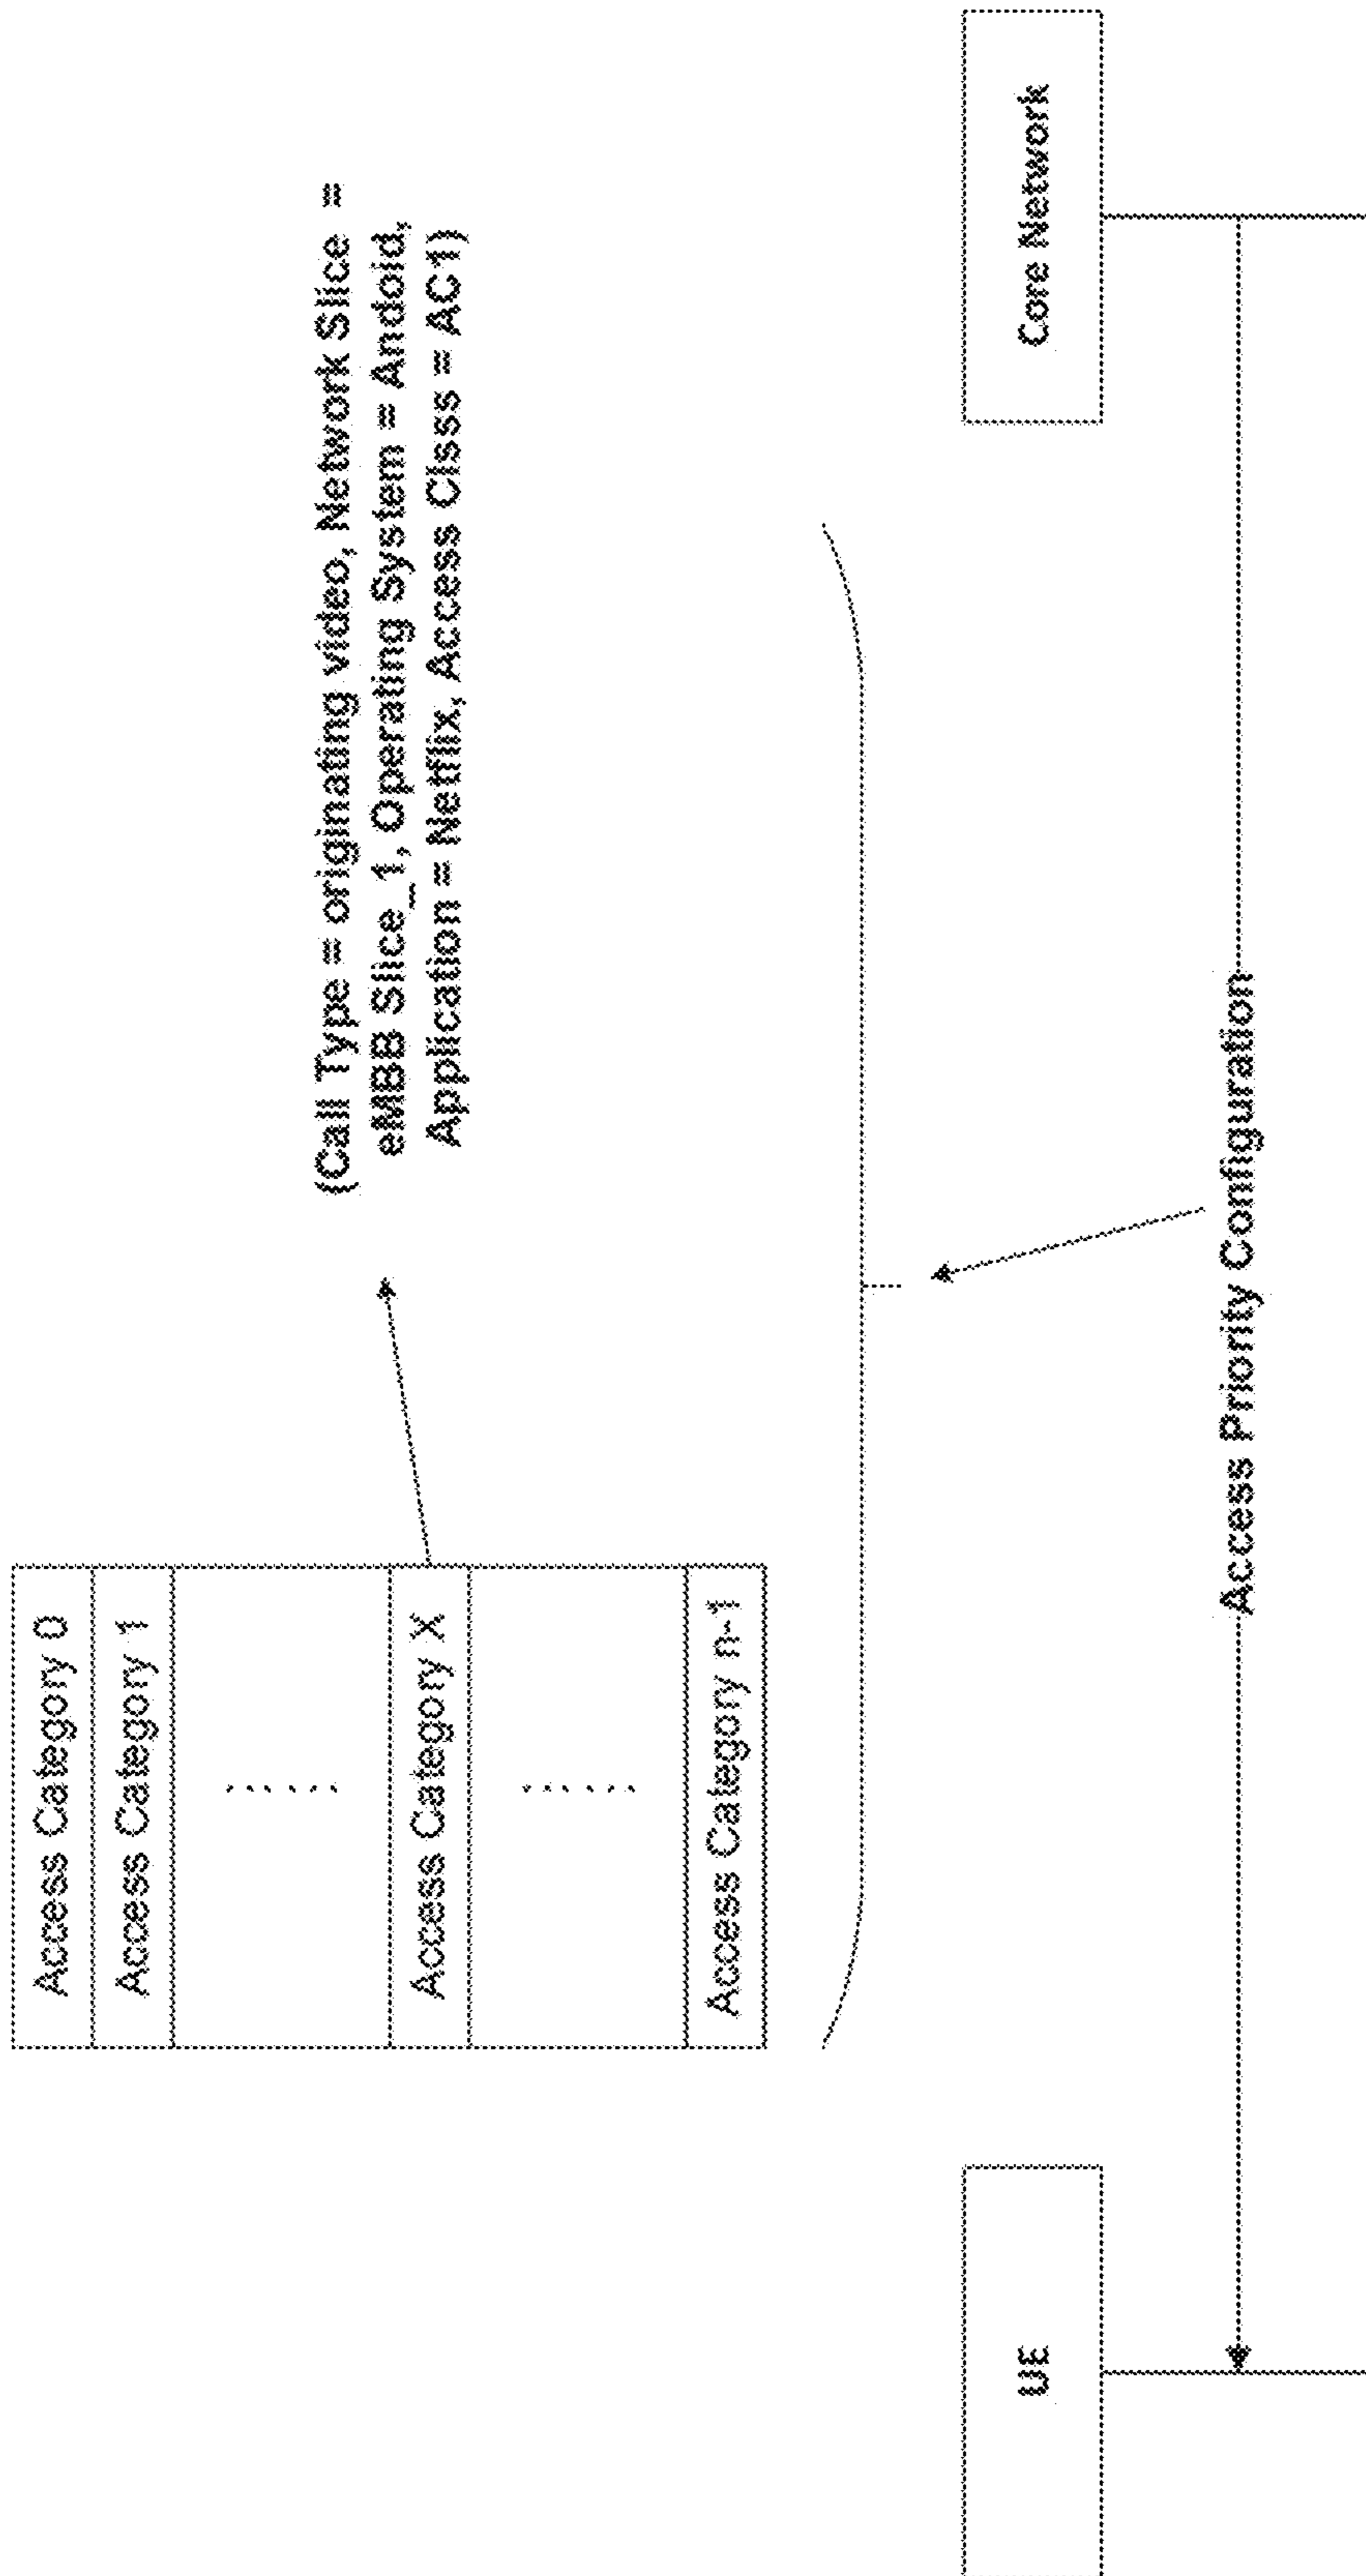 Access Category 0
Access Category 1
.....
Access Category X
.....
Access Category n-1
(Call Type = originating video, Network Slice =
eMBB Slice_1, Operating System = Andoid,
Application = Netflix, Access Clsss = AC1)
UE
Core Network
Access Priority Configuration